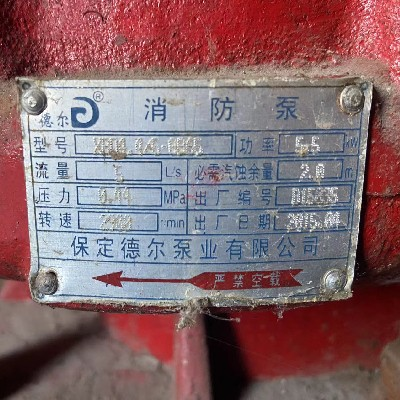 德尔 ® 消防泵
型号 功率 5.5 kW
流量 5 L/s 必需汽蚀余量 2.0 m
压力 0.44 MPa 出厂编号
转速 r/min 出厂日期 2015.04
保定德尔泵业有限公司
严禁空载